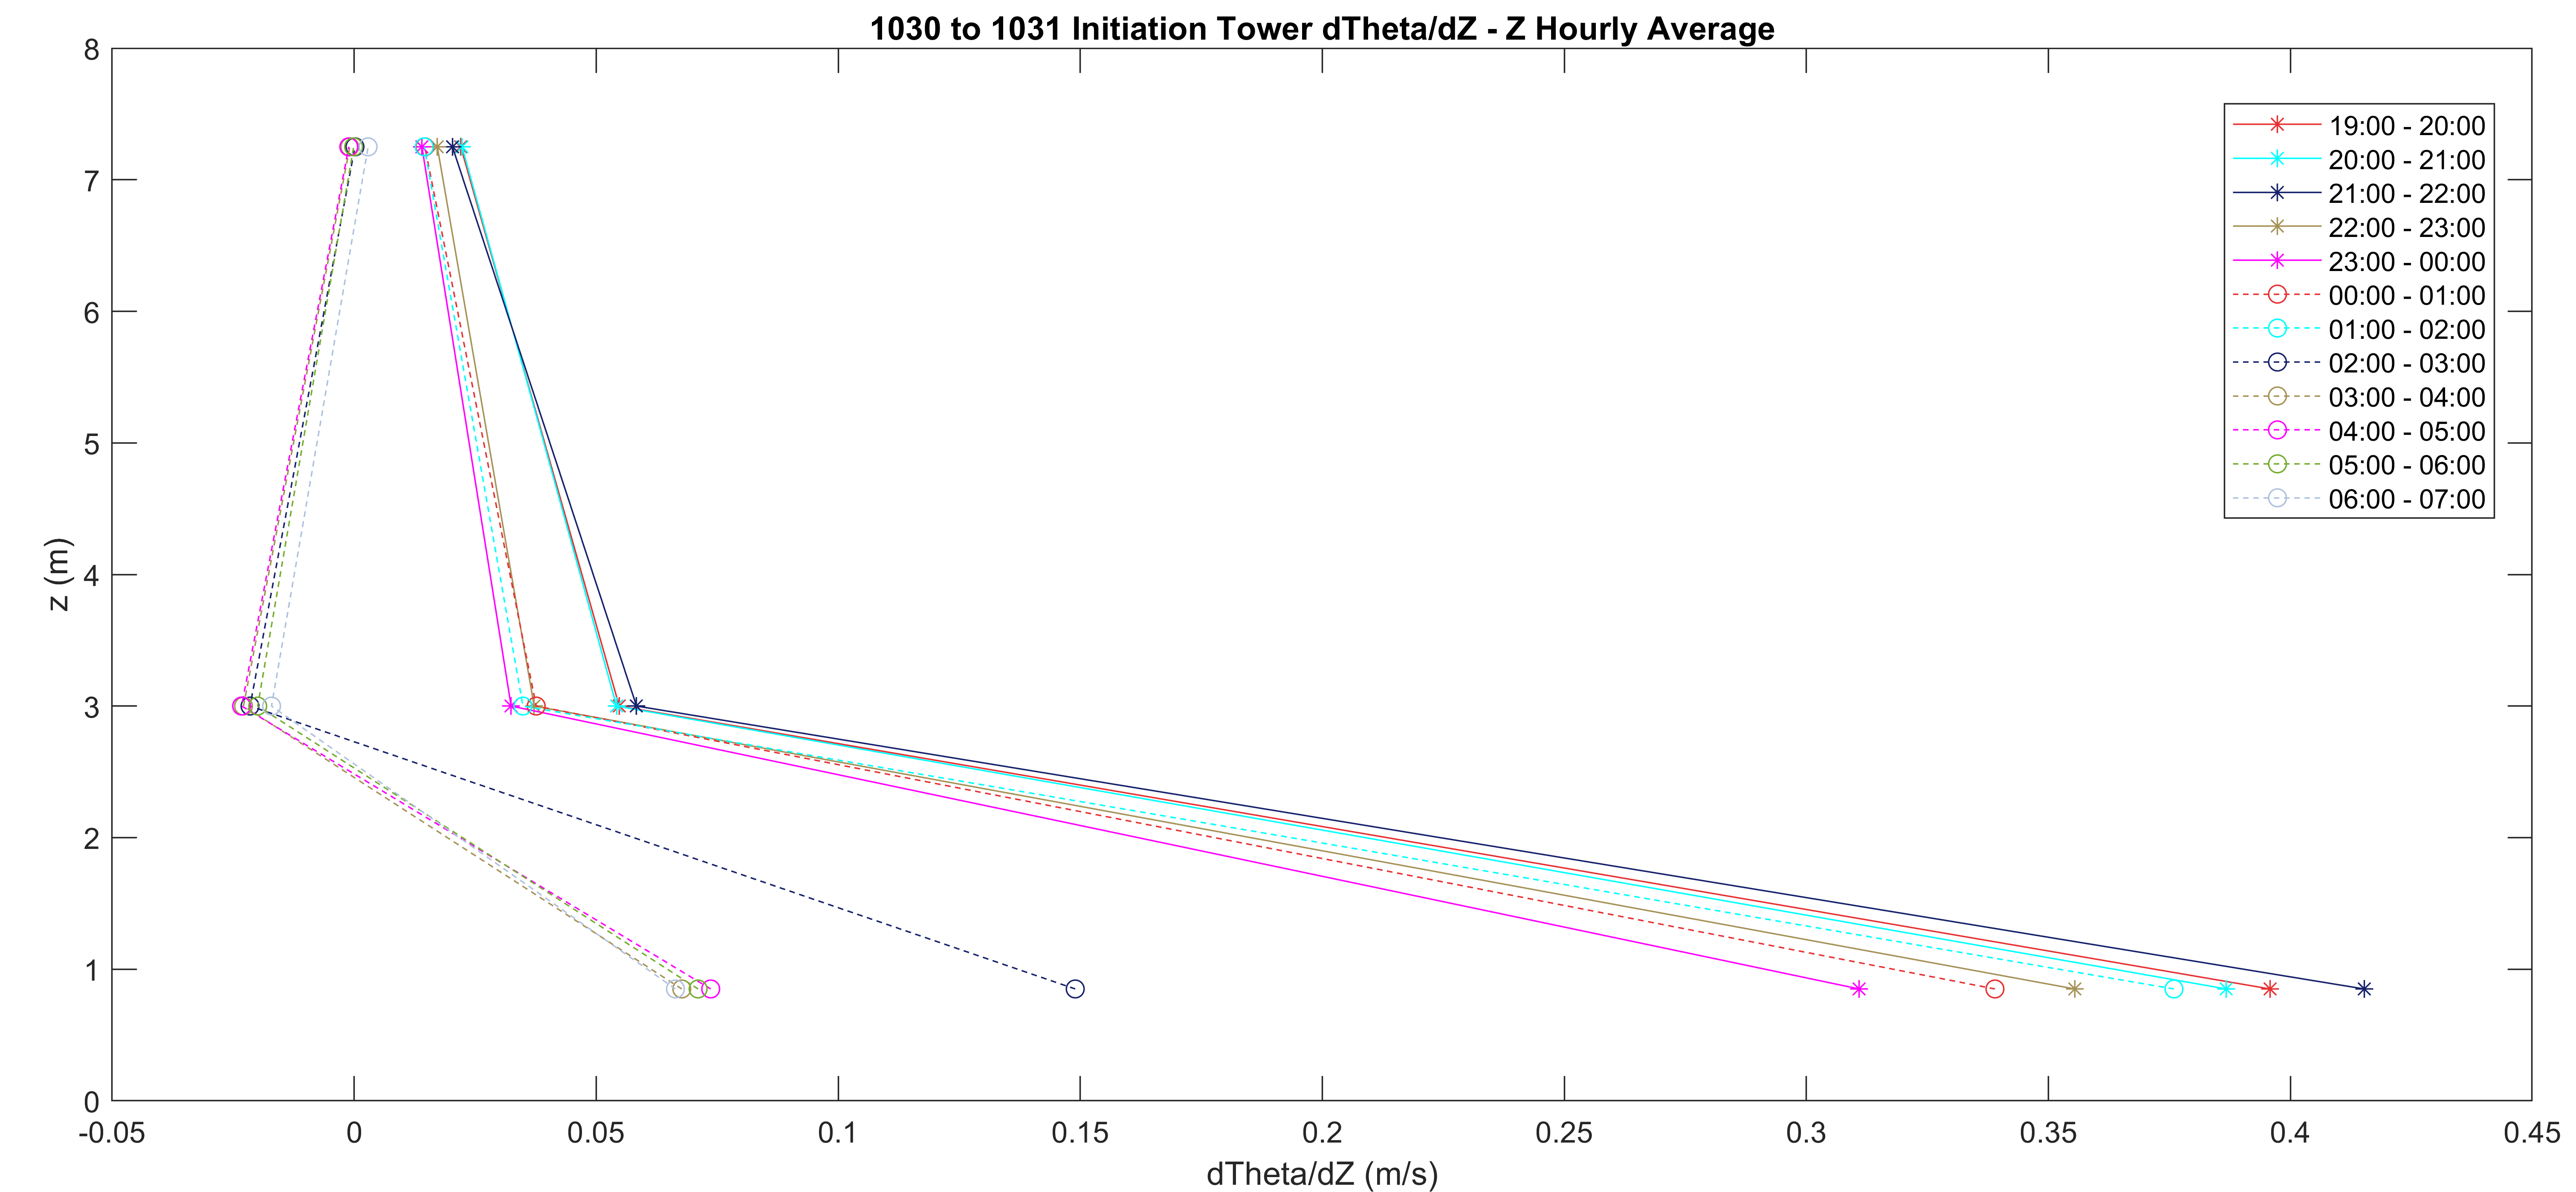 1030 to 1031 Initiation Tower dTheta/dZ - Z Hourly Average
8
7
6
5
4
3
2
1
0
z (m)
19:00 - 20:00
20:00 - 21:00
21:00 - 22:00
22:00 - 23:00
23:00 - 00:00
00:00 - 01:00
01:00 - 02:00
02:00 - 03:00
03:00 - 04:00
04:00 - 05:00
05:00 - 06:00
06:00 - 07:00
-0.05 0 0.05 0.1 0.15 0.2 0.25 0.3 0.35 0.4 0.45
dTheta/dZ (m/s)